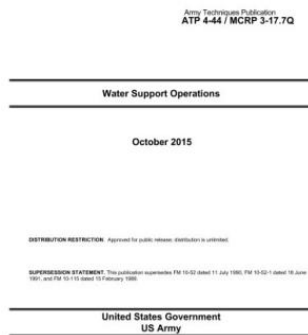 Army Techniques Publication
ATP 4-44 / MCRP 3-17.7Q
Water Support Operations
October 2015
DISTRIBUTION RESTRICTION: Approved for public release; distribution is unlimited.
SUPERSESSION STATEMENT. This publication supersedes FM 10-52 dated 11 July 1990, FM 10-52-1 dated 18 June
1991, and FM 10-115 dated 15 February 1989.
United States Government
US Army